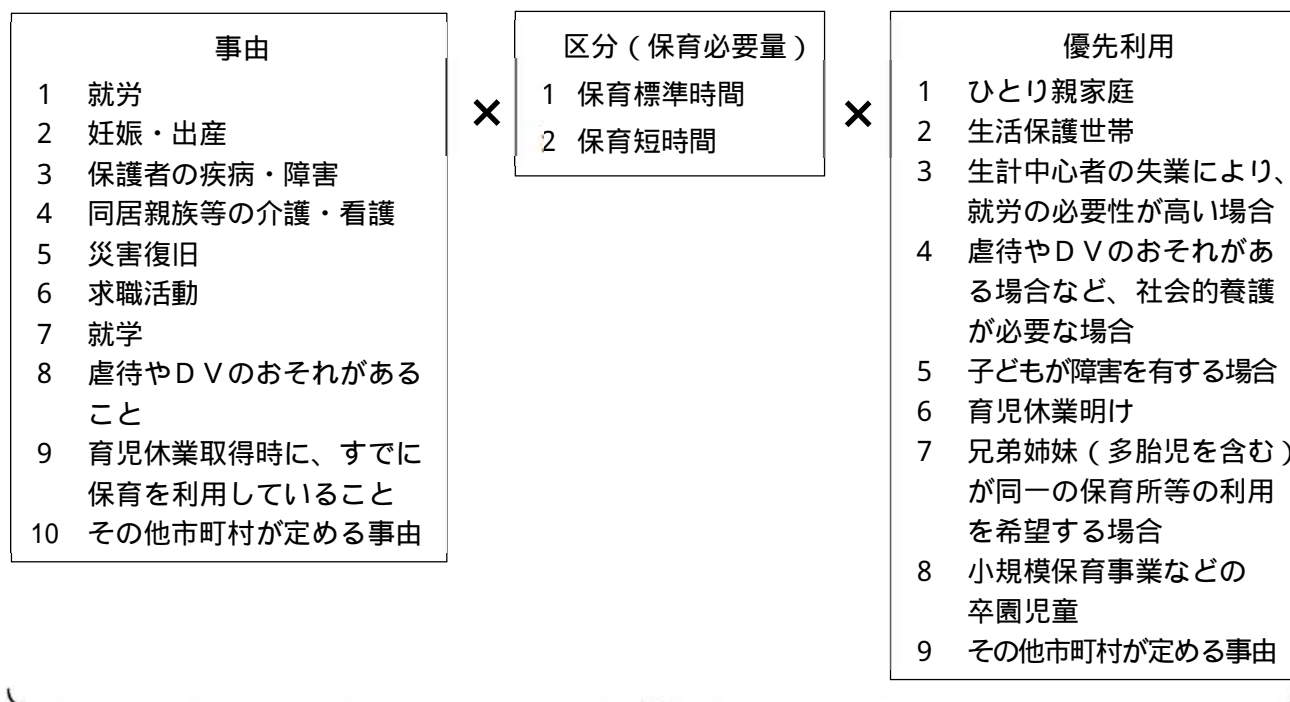 事由
1 就労
2 妊娠・出産
3 保護者の疾病・障害
4 同居親族等の介護・看護
5 災害復旧
6 求職活動
7 就学
8 虐待やＤＶのおそれがある
こと
9 育児休業取得時に、すでに
保育を利用していること
10 その他市町村が定める事由
×
区分（保育必要量）
1 保育標準時間
2 保育短時間
×
優先利用
1 ひとり親家庭
2 生活保護世帯
3 生計中心者の失業により、
就労の必要性が高い場合
4 虐待やＤＶのおそれがあ
る場合など、社会的養護
が必要な場合
5 子どもが障害を有する場合
6 育児休業明け
7 兄弟姉妹（多胎児を含む）
が同一の保育所等の利用
を希望する場合
8 小規模保育事業などの
卒園児童
9 その他市町村が定める事由